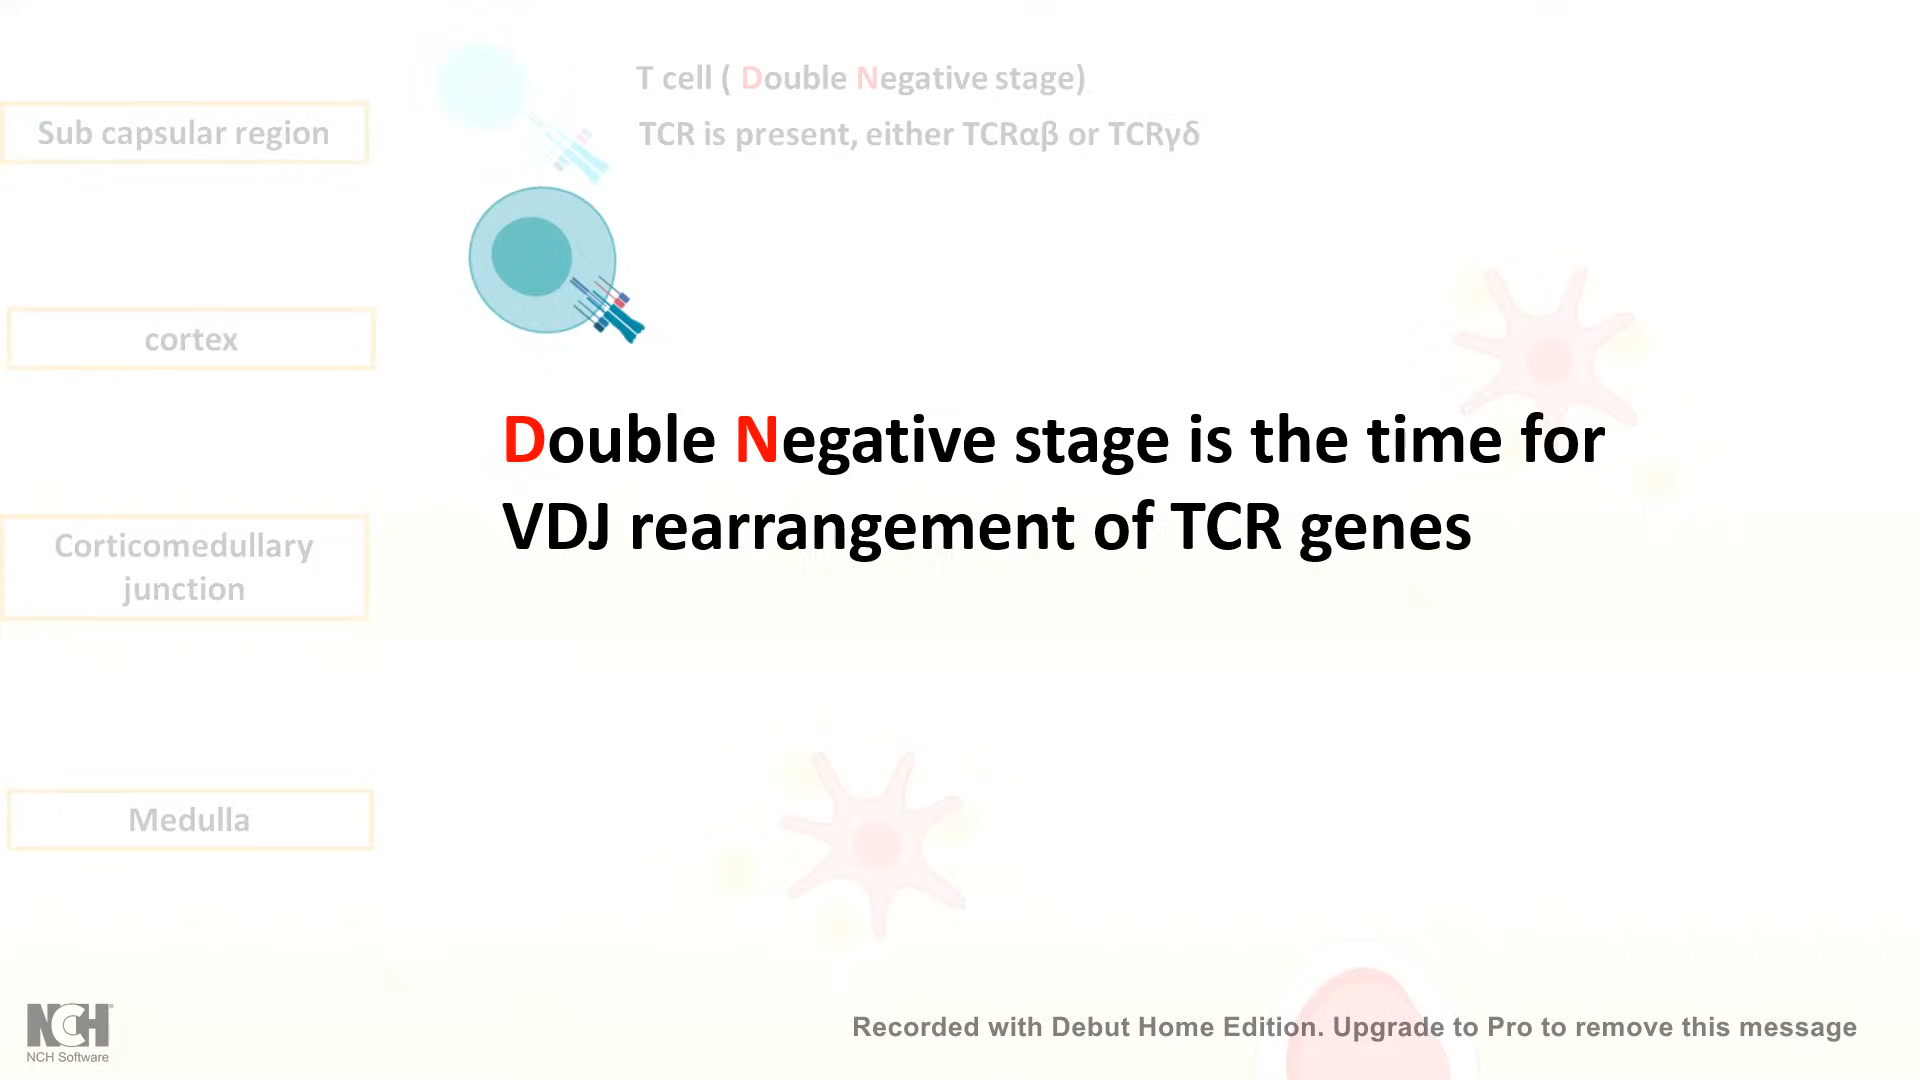 T cell ( Double Negative stage)
TCR is present, either TCRαβ or TCRγδ
Sub capsular region
cortex
Double Negative stage is the time for
VDJ rearrangement of TCR genes
Corticomedullary
junction
Medulla
NCH
NCH Software
Recorded with Debut Home Edition. Upgrade to Pro to remove this message